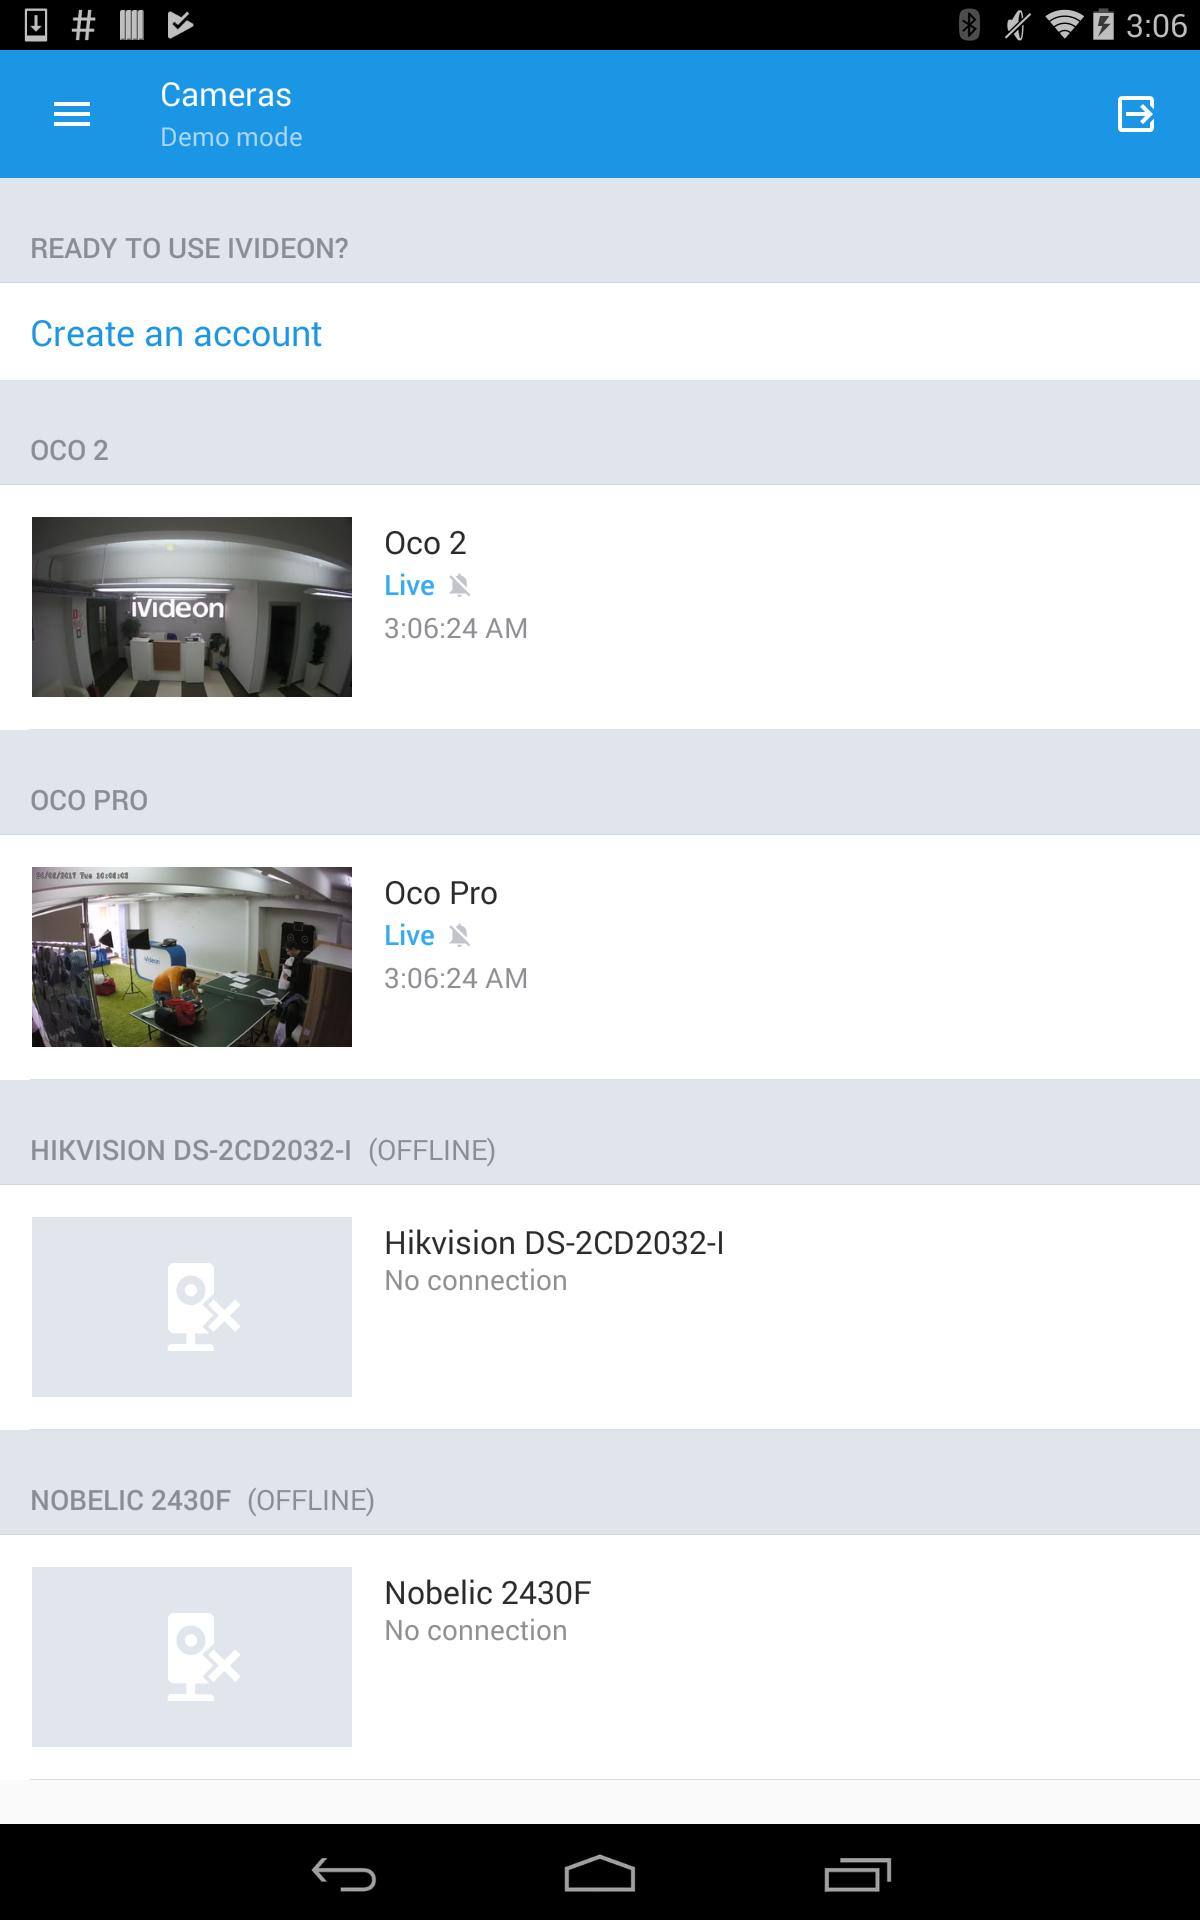 3:06
Cameras
Demo mode
READY TO USE IVIDEON?
Create an account
OCO 2
iVideon
Oco 2
Live
3:06:24 AM
OCO PRO
Oco Pro
Live
3:06:24 AM
HIKVISION DS-2CD2032-I (OFFLINE)
Hikvision DS-2CD2032-I
No connection
NOBELIC 2430F (OFFLINE)
Nobelic 2430F
No connection